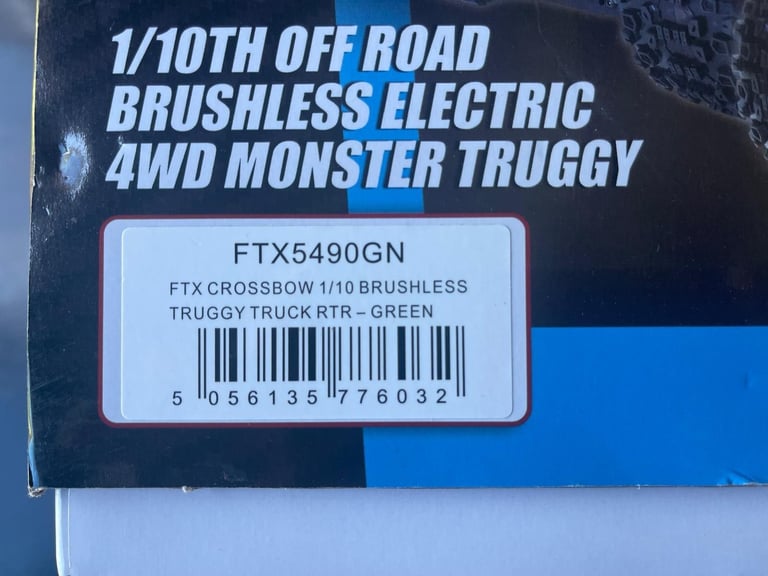 1/10TH OFF ROAD
BRUSHLESS ELECTRIC
4WD MONSTER TRUGGY
FTX5490GN
FTX CROSSBOW 1/10 BRUSHLESS
TRUGGY TRUCK RTR – GREEN
5 056135 776032